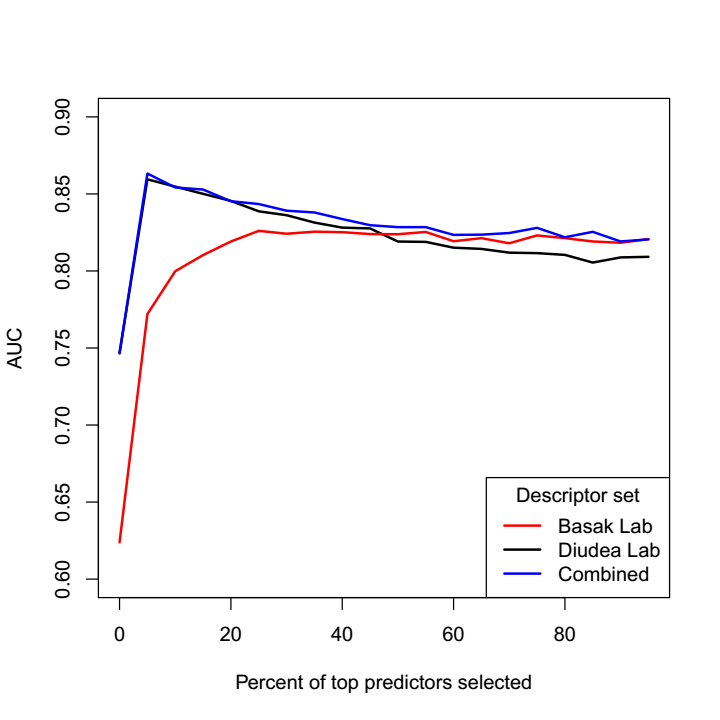 0.90
0.85
0.80
0.75
0.70
0.65
0.60
AUC
0 20 40 60 80
Percent of top predictors selected
Descriptor set
Basak Lab
Diudea Lab
Combined